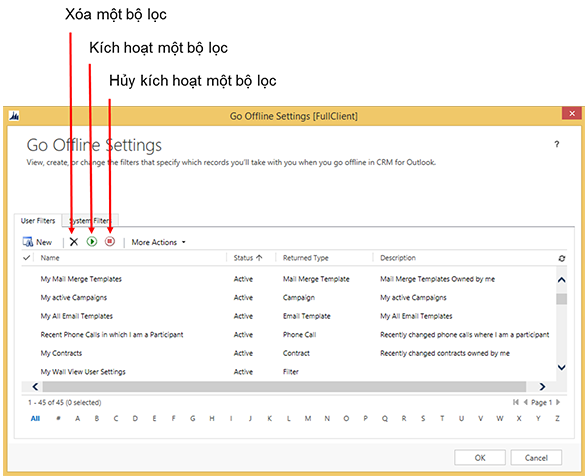 Xóa một bộ lọc
Kích hoạt một bộ lọc
Hủy kích hoạt một bộ lọc
Go Offline Settings [FullClient]
Go Offline Settings
?
View, create, or change the filters that specify which records you'll take with you when you go offline in CRM for Outlook.
User Filters System Filters
New More Actions
Name Status Returned Type Description
My Mail Merge Templates Active Mail Merge Template Mail Merge Templates Owned by me
My active Campaigns Active Campaign My active Campaigns
My All Email Templates Active Email Template My All Email Templates
Recent Phone Calls in which I am a Participant Active Phone Call Recently changed phone calls where I am a participant
My Contracts Active Contract Recently changed contracts owned by me
My Wall View User Settings Active Filter
1 - 45 of 45 (0 selected) Page 1
All # A B C D E F G H I J K L M N O P Q R S T U V W X Y Z
OK Cancel